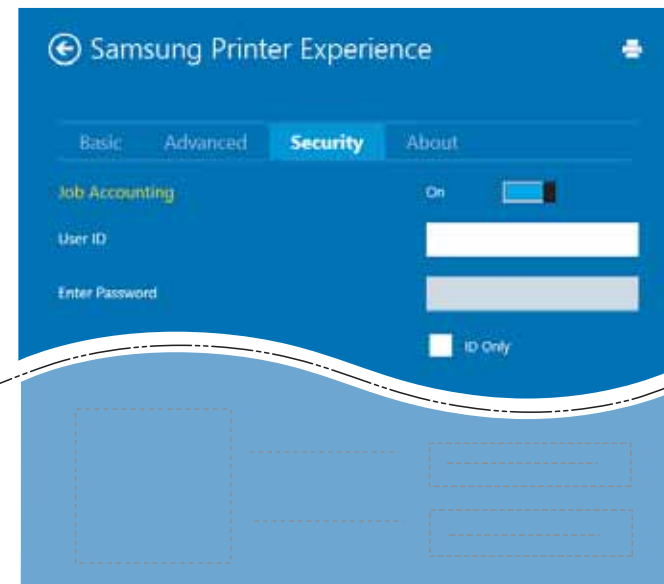 Samsung Printer Experience
Basic Advanced Security About
Job Accounting On
User ID
Enter Password
ID Only